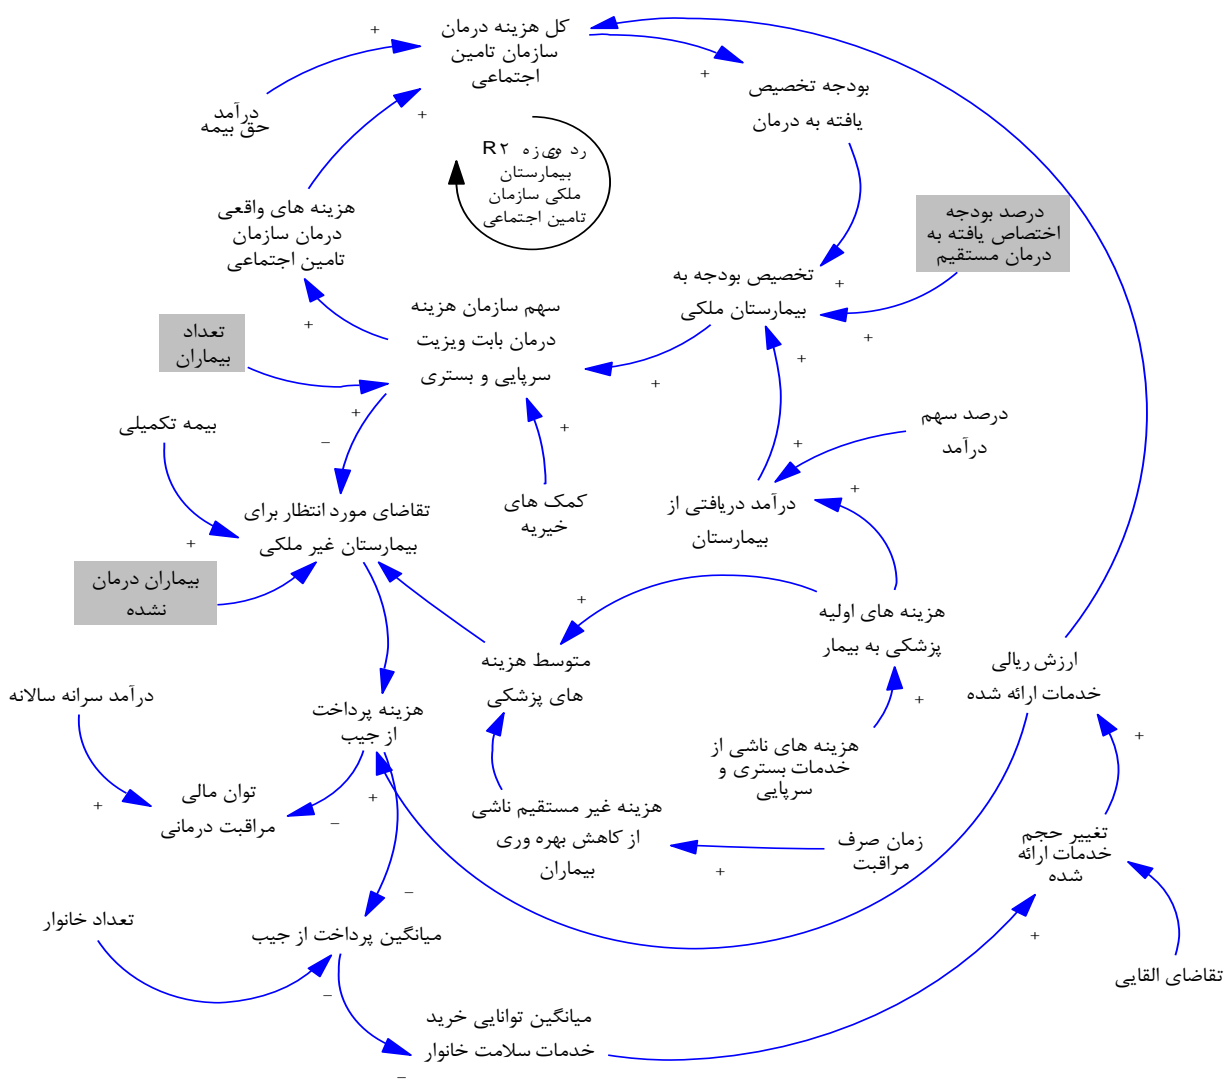 کل هزینه درمان
سازمان تامین
اجتماعی
+
+
بودجه تخصیص
یافته به درمان
درآمد
حق بیمه
+
R۲
بیمارستان
ملکی سازمان
تامین اجتماعی
هزینه های واقعی
درمان سازمان
تامین اجتماعی
درصد بودجه
اختصاص یافته به
درمان مستقیم
تخصیص بودجه به
بیمارستان ملکی
+
+
+
سهم سازمان هزینه
درمان بابت ویزیت
سرپایی و بستری
+
+
تعداد
بیماران
+
–
بیمه تکمیلی
+
درصد سهم
درآمد
+
+
کمک های
خیریه
درآمد دریافتی از
بیمارستان
تقاضای مورد انتظار برای
بیمارستان غیر ملکی
+
بیماران درمان
نشده
+
هزینه های اولیه
پزشکی به بیمار
متوسط هزینه
های پزشکی
ارزش ریالی
خدمات ارائه شده
+
+
درآمد سرانه سالانه
هزینه پرداخت
از جیب
هزینه های ناشی از
خدمات بستری و
سرپایی
توان مالی
مراقبت درمانی
+
–
+
هزینه غیر مستقیم ناشی
از کاهش بهره وری
بیماران
زمان صرف
مراقبت
+
تغییر حجم
خدمات ارائه
شده
–
تعداد خانوار
میانگین پرداخت از جیب
+
تقاضای القایی
–
میانگین توانایی خرید
خدمات سلامت خانوار
–